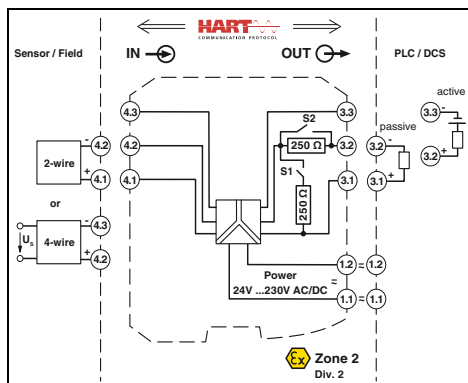 HART
COMMUNICATION PROTOCOL
Sensor / Field
IN
OUT
PLC / DCS
4.3
3.3
active
S2
3.3 -
passive
4.2 -
4.2
250 Ω
3.2
3.2 -
3.2 +
2-wire
S1
4.1 +
4.1
3.1
3.1 +
250 Ω
or
4.3 -
Us
4-wire
4.2 +
Power
1.2 ≈ 1.2
24V ...230V AC/DC
≂
1.1 ≈ 1.1
Ex Zone 2
Div. 2